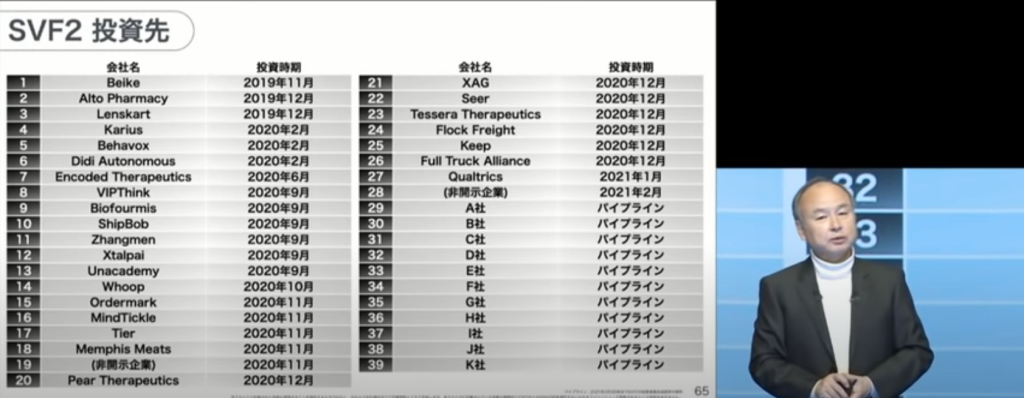 SVF2 投資先
会社名 投資時期
1 Beike 2019年11月
2 Alto Pharmacy 2019年12月
3 Lenskart 2019年12月
4 Karius 2020年2月
5 Behavox 2020年2月
6 Didi Autonomous 2020年2月
7 Encoded Therapeutics 2020年6月
8 VIPThink 2020年9月
9 Biofourmis 2020年9月
10 ShipBob 2020年9月
11 Zhangmen 2020年9月
12 Xtalpai 2020年9月
13 Unacademy 2020年9月
14 Whoop 2020年10月
15 Ordermark 2020年11月
16 MindTickle 2020年11月
17 Tier 2020年11月
18 Memphis Meats 2020年11月
19 (非開示企業) 2020年11月
20 Pear Therapeutics 2020年12月
会社名 投資時期
21 XAG 2020年12月
22 Seer 2020年12月
23 Tessera Therapeutics 2020年12月
24 Flock Freight 2020年12月
25 Keep 2020年12月
26 Full Truck Alliance 2020年12月
27 Qualtrics 2021年1月
28 (非開示企業) 2021年2月
29 A社 パイプライン
30 B社 パイプライン
31 C社 パイプライン
32 D社 パイプライン
33 E社 パイプライン
34 F社 パイプライン
35 G社 パイプライン
36 H社 パイプライン
37 I社 パイプライン
38 J社 パイプライン
39 K社 パイプライン
65
32
3